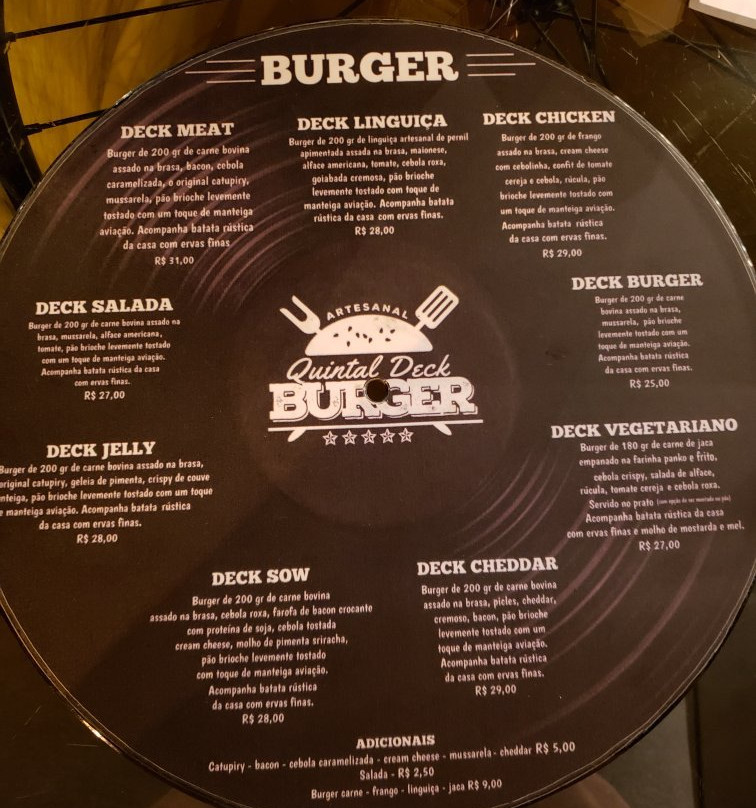 BURGER
DECK MEAT
Burger de 200 gr de carne bovina
assado na brasa, bacon, cebola
caramelizada, o original catupiry,
mussarela, pão brioche levemente
tostado com um toque de manteiga
aviação. Acompanha batata rústica
da casa com ervas finas
R$ 31,00
DECK LINGUIÇA
Burger de 200 gr de linguiça artesanal de pernil
apimentada assada na brasa, maionese,
alface americana, tomate, cebola roxa,
goiabada cremosa, pão brioche
levemente tostado com toque de
manteiga aviação. Acompanha batata
rústica da casa com ervas finas.
R$ 28,00
DECK CHICKEN
Burger de 200 gr de frango
assado na brasa, cream cheese
com cebolinha, confit de tomate
cereja e cebola, rúcula, pão
brioche levemente tostado com
um toque de manteiga aviação.
Acompanha batata rústica
da casa com ervas finas.
R$ 29,00
DECK SALADA
Burger de 200 gr de carne bovina assado na
brasa, mussarela, alface americana,
tomate, pão brioche levemente tostado
com um toque de manteiga aviação.
Acompanha batata rústica da casa
com ervas finas.
R$ 27,00
ARTESANAL
Quintal Deck
BURGER
DECK BURGER
Burger de 200 gr de carne
bovina assado na brasa,
mussarela, pão brioche
levemente tostado com um
toque de manteiga aviação.
Acompanha batata rústica
da casa com ervas finas.
R$ 25,00
DECK JELLY
Burger de 200 gr de carne bovina assado na brasa,
original catupiry, geleia de pimenta, crispy de couve
nteiga, pão brioche levemente tostado com um toque
e manteiga aviação. Acompanha batata rústica
da casa com ervas finas.
R$ 28,00
DECK VEGETARIANO
Burger de 180 gr de carne de jaca
empanado na farinha panko e frito,
cebola crispy, salada de alface,
rúcula, tomate cereja e cebola roxa.
Servido no prato (com opção de ser montado no pão)
Acompanha batata rústica da casa
com ervas finas e molho de mostarda e mel.
R$ 27,00
DECK SOW
Burger de 200 gr de carne bovina
assado na brasa, cebola roxa, farofa de bacon crocante
com proteína de soja, cebola tostada
cream cheese, molho de pimenta sriracha,
pão brioche levemente tostado
com toque de manteiga aviação.
Acompanha batata rústica
da casa com ervas finas.
R$ 28,00
DECK CHEDDAR
Burger de 200 gr de carne bovina
assado na brasa, picles, cheddar,
cremoso, bacon, pão brioche
levemente tostado com um
toque de manteiga aviação.
Acompanha batata rústica
da casa com ervas finas.
R$ 29,00
ADICIONAIS
Catupiry - bacon - cebola caramelizada - cream cheese - mussarela - cheddar R$ 5,00
Salada - R$ 2,50
Burger carne - frango - linguiça - jaca R$ 9,00